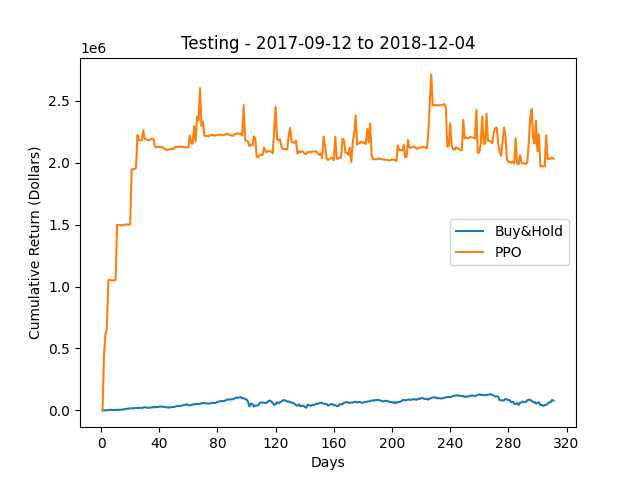 Testing - 2017-09-12 to 2018-12-04
1e6
2.5
2.0
1.5
1.0
0.5
0.0
Cumulative Return (Dollars)
Buy&Hold
PPO
0 40 80 120 160 200 240 280 320
Days